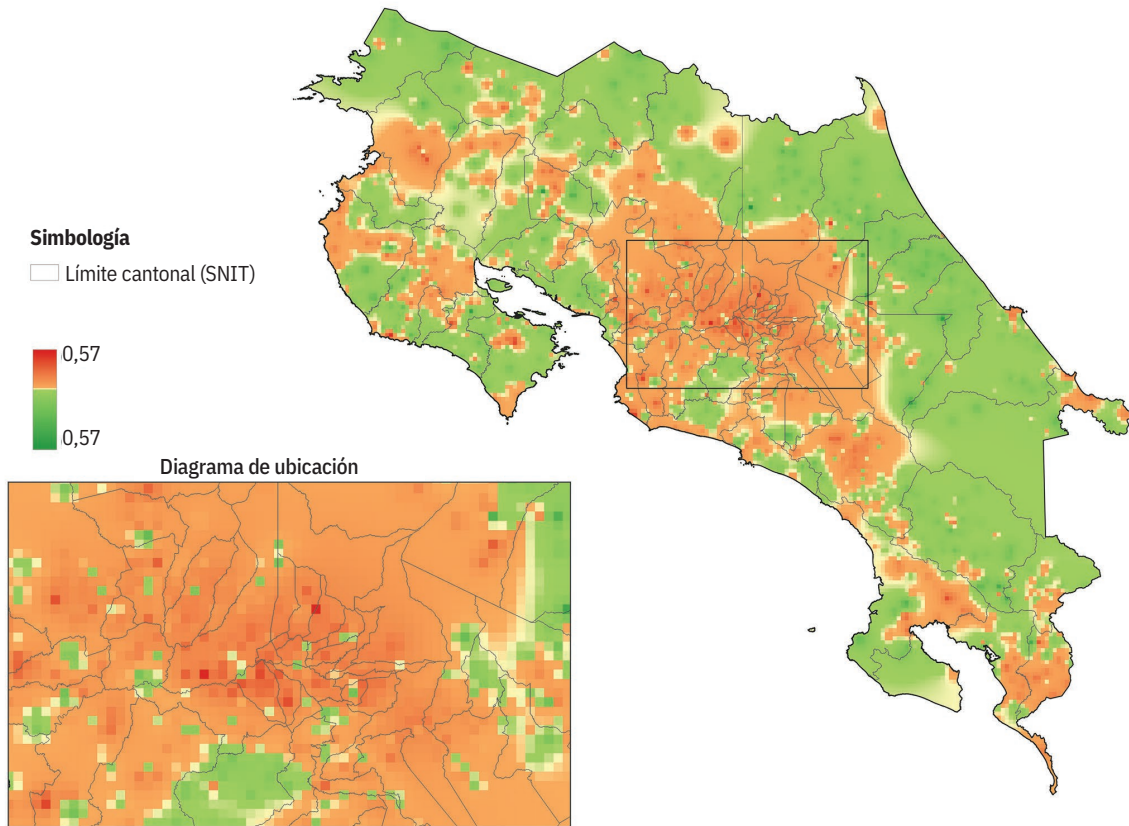 Simbología
Límite cantonal (SNIT)
0,57
0,57
Diagrama de ubicación